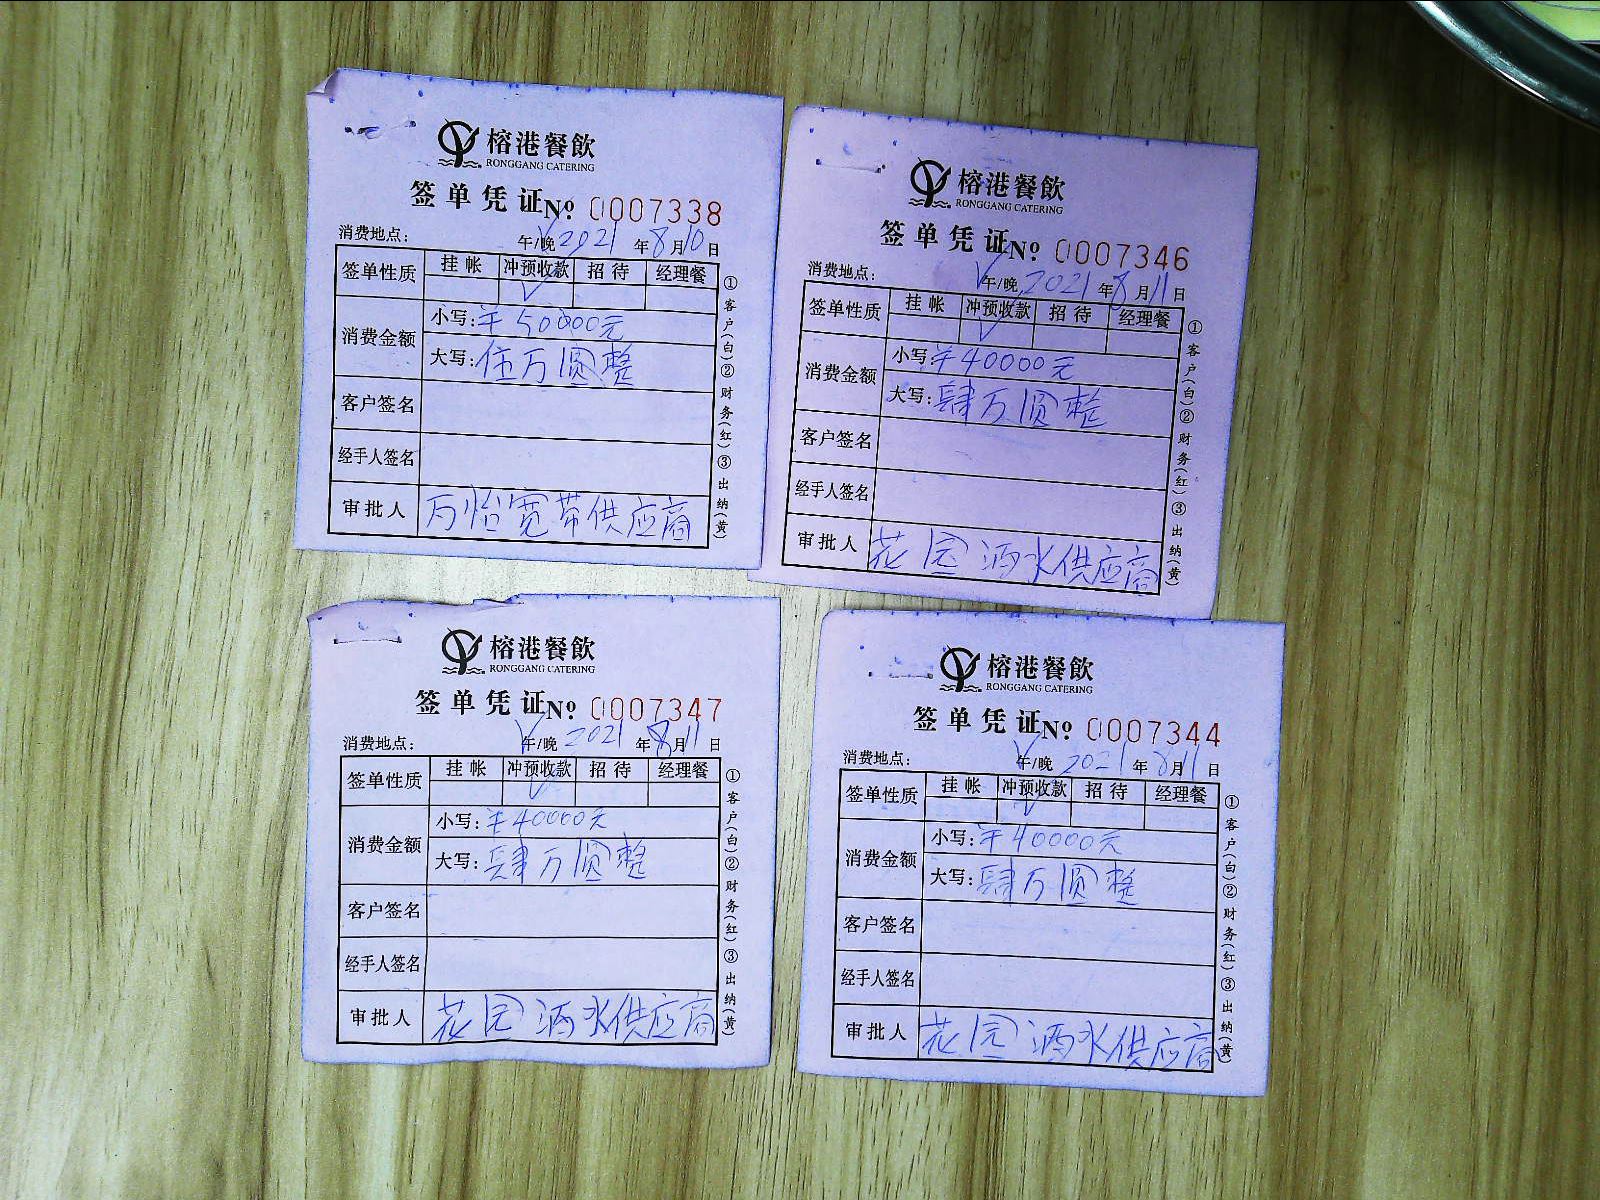 榕港餐飲
RONGGANG CATERING
签单凭证 No 0007338
消费地点: 午/晚 2021 年 8 月 10 日
签单性质 挂帐 冲预收款 招待 经理餐
消费金额 小写: ¥ 50000元
大写: 伍万圆整
客户签名
经手人签名
审批人 万怡宽带供应商
①客户(白)②财务(红)③出纳(黄)
榕港餐飲
RONGGANG CATERING
签单凭证 No 0007346
消费地点: 午/晚 2021 年 8 月 11 日
签单性质 挂帐 冲预收款 招待 经理餐
消费金额 小写: ¥ 40000元
大写: 肆万圆整
客户签名
经手人签名
审批人 花园酒水供应商
①客户(白)②财务(红)③出纳(黄)
榕港餐飲
RONGGANG CATERING
签单凭证 No 0007347
消费地点: 午/晚 2021 年 8 月 11 日
签单性质 挂帐 冲预收款 招待 经理餐
消费金额 小写: ¥ 40000元
大写: 肆万圆整
客户签名
经手人签名
审批人 花园酒水供应商
①客户(白)②财务(红)③出纳(黄)
榕港餐飲
RONGGANG CATERING
签单凭证 No 0007344
消费地点: 午/晚 2021 年 8 月 11 日
签单性质 挂帐 冲预收款 招待 经理餐
消费金额 小写: ¥ 40000元
大写: 肆万圆整
客户签名
经手人签名
审批人 花园酒水供应商
①客户(白)②财务(红)③出纳(黄)